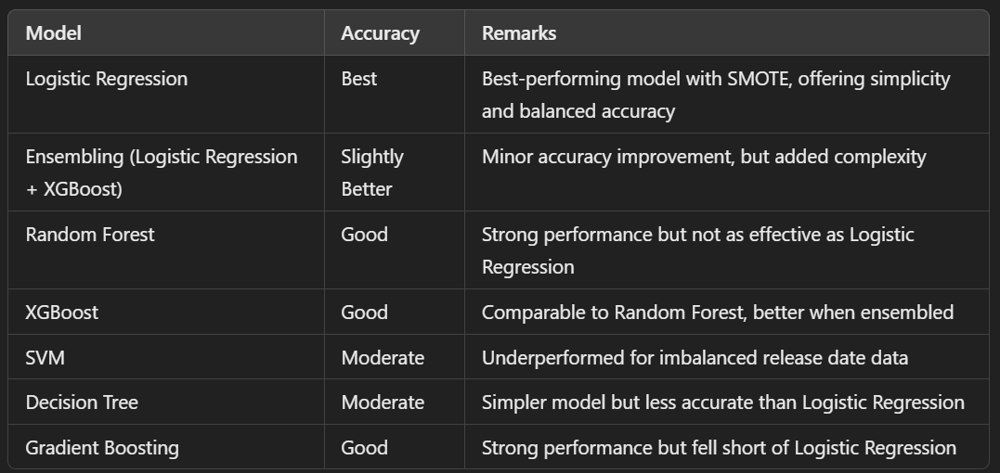 Model Accuracy Remarks
Logistic Regression Best Best-performing model with SMOTE, offering simplicity
and balanced accuracy
Ensembling (Logistic Regression Slightly Minor accuracy improvement, but added complexity
+ XGBoost) Better
Random Forest Good Strong performance but not as effective as Logistic
Regression
XGBoost Good Comparable to Random Forest, better when ensembled
SVM Moderate Underperformed for imbalanced release date data
Decision Tree Moderate Simpler model but less accurate than Logistic Regression
Gradient Boosting Good Strong performance but fell short of Logistic Regression